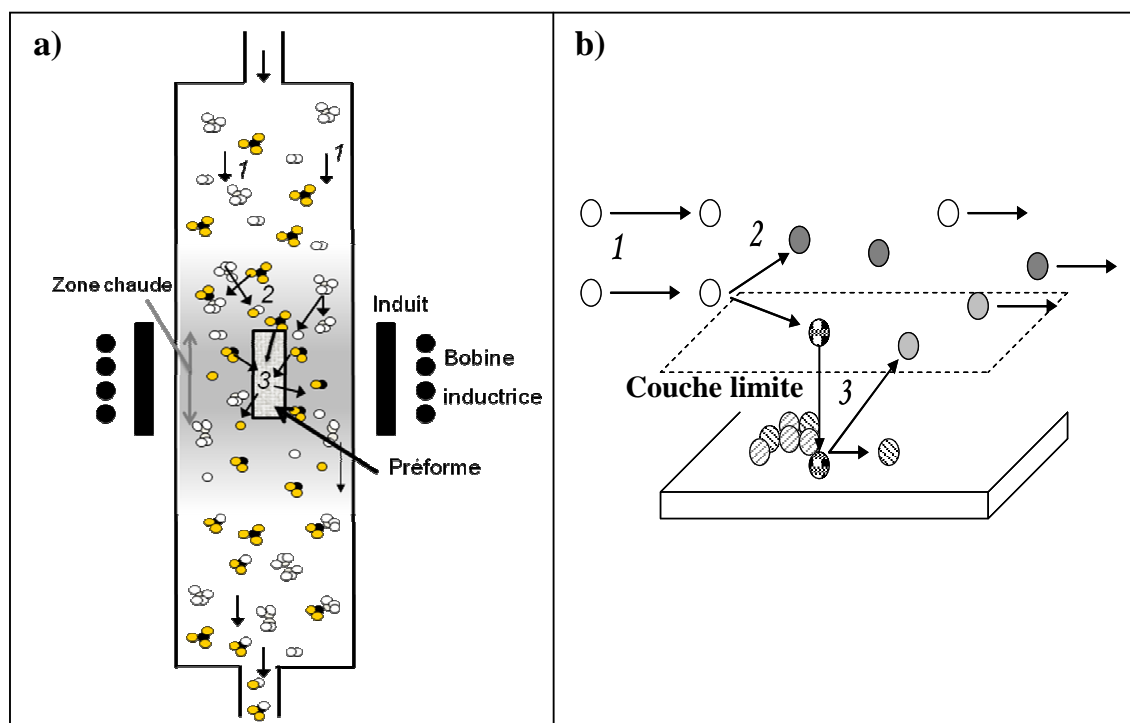 a)
1
1
Zone chaude
2
Induit
Bobine
inductrice
3
Préforme
b)
1
2
Couche limite
3